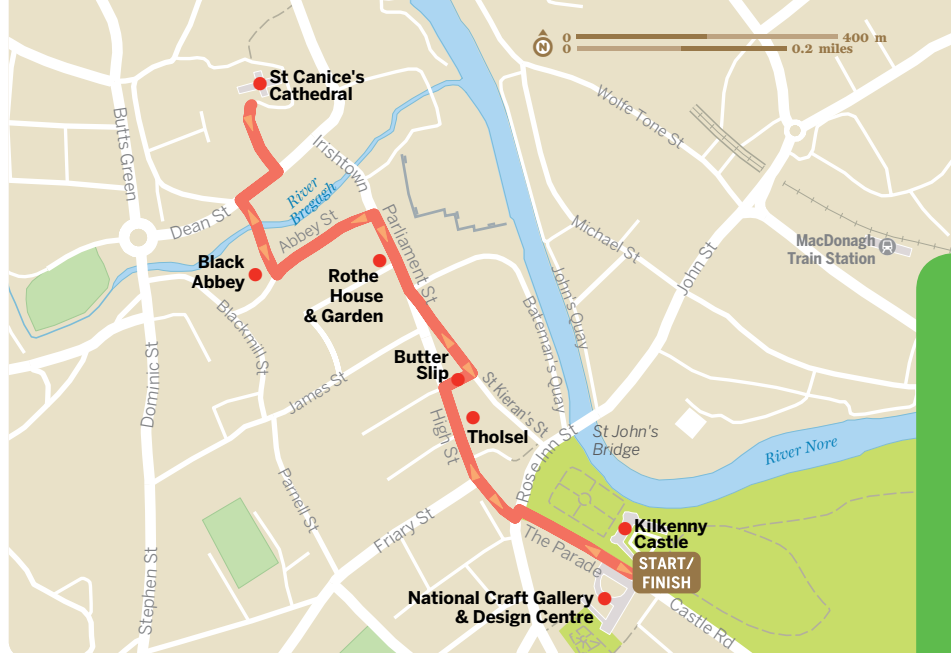 0
400 m
0
0.2 miles
N
St Canice's
Cathedral
Wolfe Tone St
Butts Green
Irishtown
River
Bregagh
Dean St
Abbey St
Parliament St
Michael St
John St
MacDonagh
Train Station
Black
Abbey
Rothe
House
& Garden
John's Quay
Bateman's Quay
Blackmill St
Dominic St
James St
Butter
Slip
St Kieran's St
High St
Tholsel
Rose Inn St
St John's
Bridge
River Nore
Parnell St
Friary St
The Parade
Kilkenny
Castle
START/
FINISH
National Craft Gallery
& Design Centre
Castle Rd
Stephen St